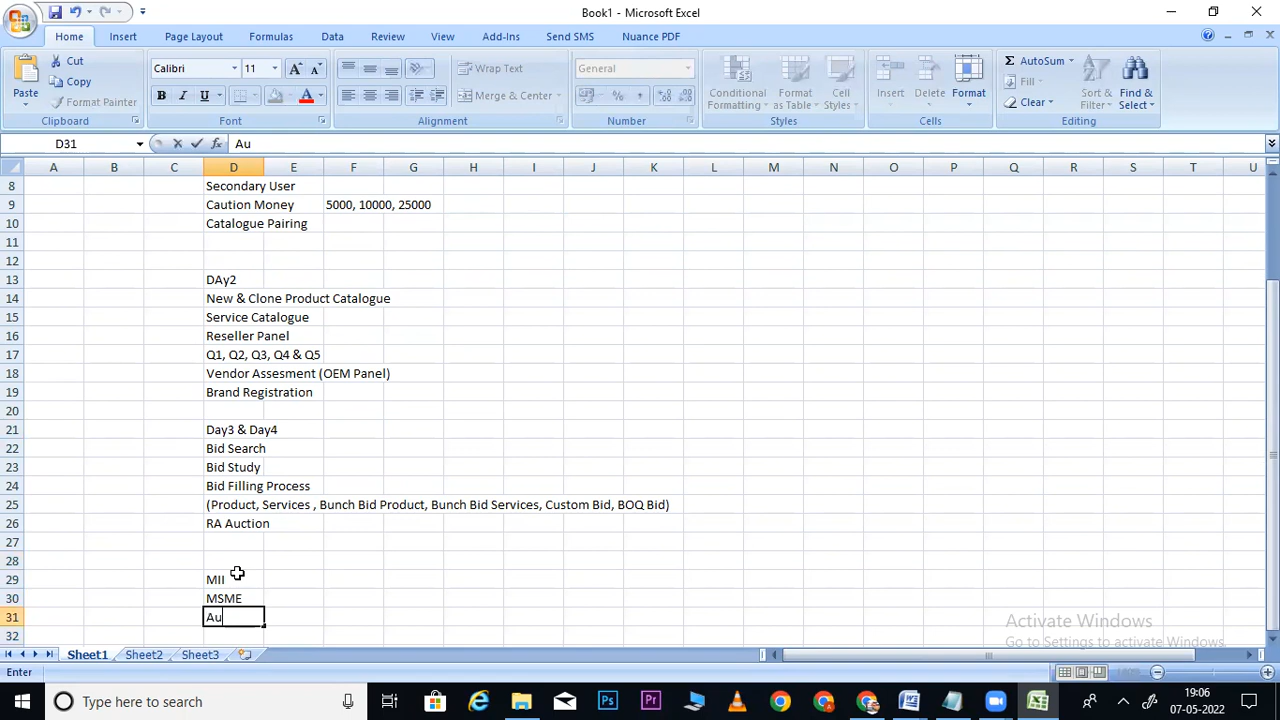 Book1 - Microsoft Excel
Home Insert Page Layout Formulas Data Review View Add-Ins Send SMS Nuance PDF
Paste
Cut
Copy
Format Painter
Clipboard
Calibri 11
A A
B I U A
Font
Wrap Text
Merge & Center
Alignment
General
% ,
Number
Conditional Formatting
Format as Table
Cell Styles
Styles
Insert Delete Format
Cells
AutoSum
Fill
Clear
Sort & Filter
Find & Select
Editing
D31 fx Au
A B C D E F G H I J K L M N O P Q R S T U
8 Secondary User
9 Caution Money 5000, 10000, 25000
10 Catalogue Pairing
11
12
13 DAy2
14 New & Clone Product Catalogue
15 Service Catalogue
16 Reseller Panel
17 Q1, Q2, Q3, Q4 & Q5
18 Vendor Assesment (OEM Panel)
19 Brand Registration
20
21 Day3 & Day4
22 Bid Search
23 Bid Study
24 Bid Filling Process
25 (Product, Services , Bunch Bid Product, Bunch Bid Services, Custom Bid, BOQ Bid)
26 RA Auction
27
28
29 MII
30 MSME
31 Au
32
Activate Windows
Go to Settings to activate Windows.
Sheet1 Sheet2 Sheet3
Enter
Type here to search
Ps Pr
19:06
07-05-2022